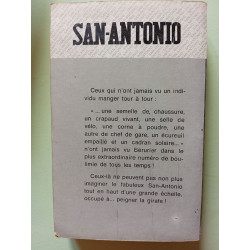 SAN-ANTONIO
Ceux qui n'ont jamais vu un indi-
vidu manger tour à tour :
" ... une semelle de chaussure,
un crapaud vivant, une selle de
vélo, une corne à poudre, une
autre de chef de gare, un écureuil
empaillé et un cadran solaire... "
n'ont jamais vu Bérurier dans le
plus extraordinaire numéro de bou-
limie de tous les temps !
Ceux-là ne peuvent pas non plus
imaginer le fabuleux San-Antonio
tout en haut d'une grande échelle,
occupé à... peigner la girafe !